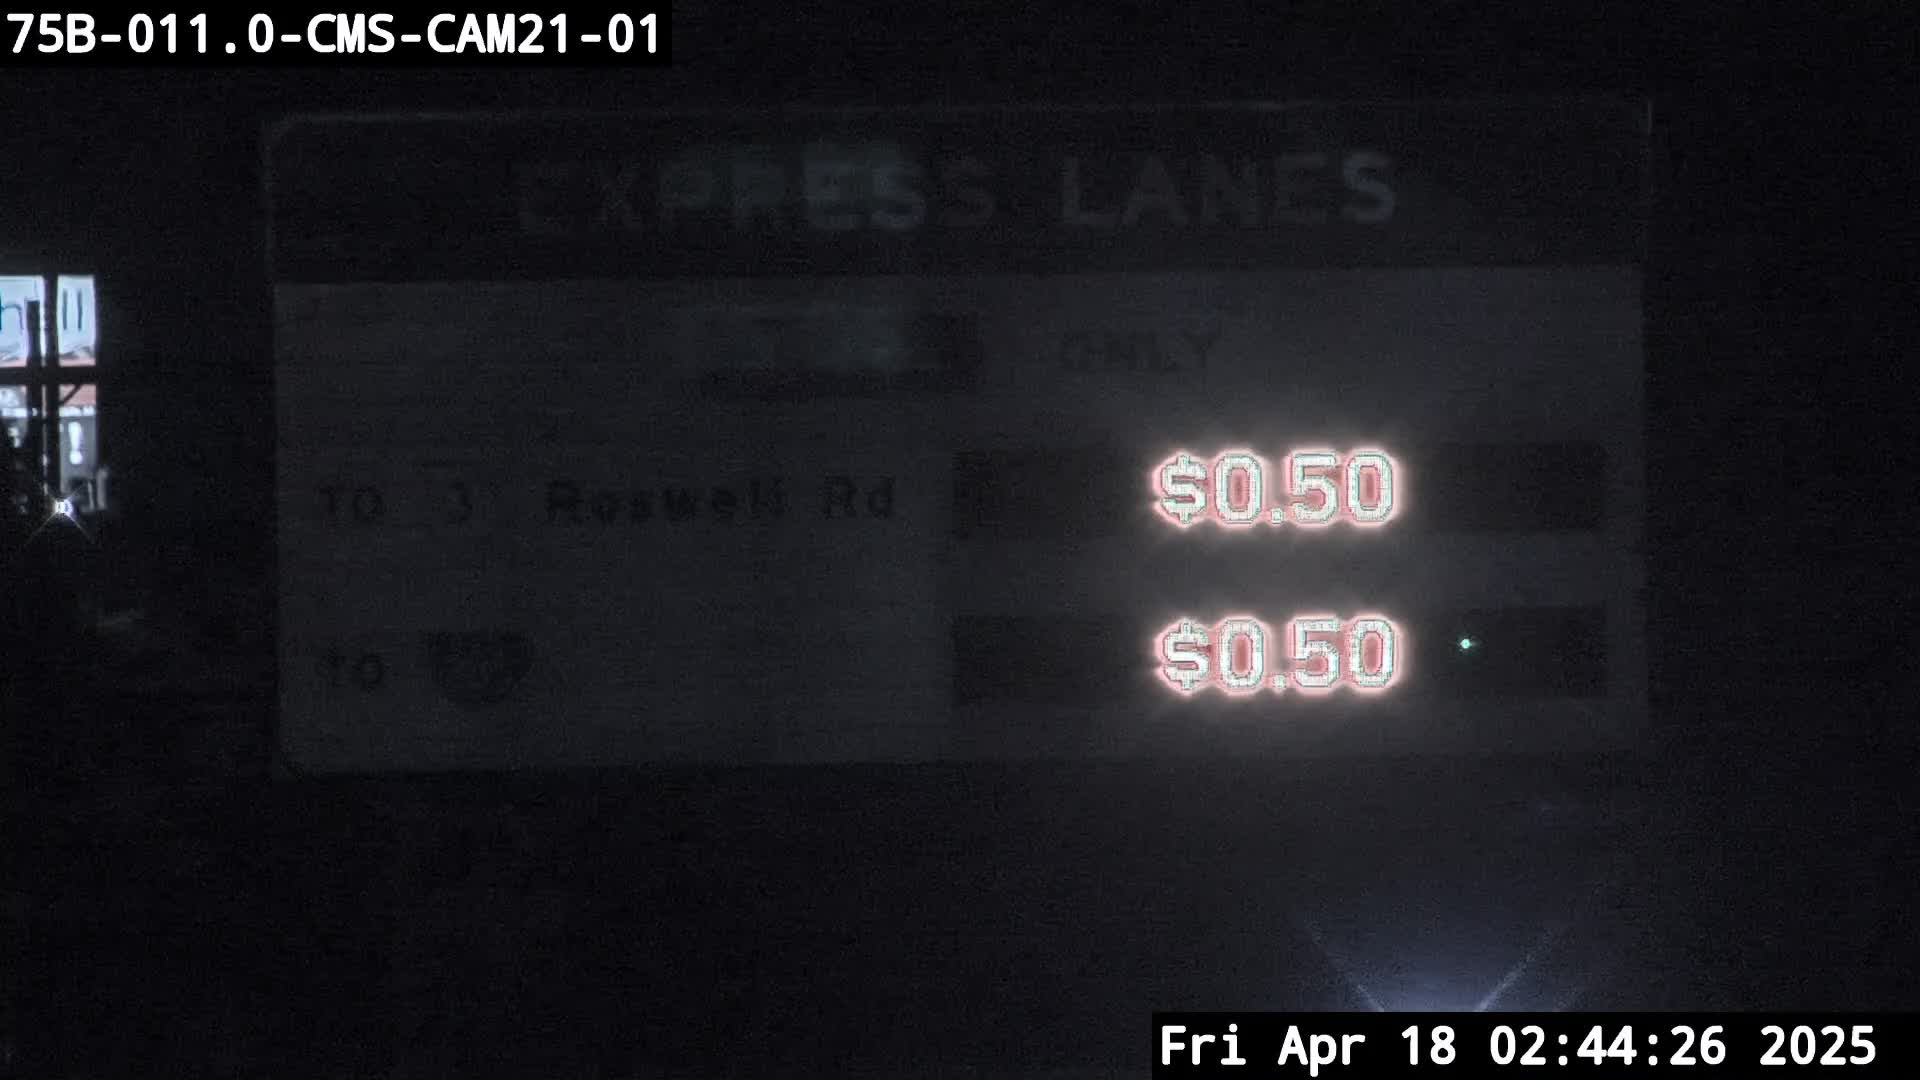 75B-011.0-CMS-CAM21-01
EXPRESS LANES
ONLY
TO 3 Roswell Rd $0.50
TO $0.50
Fri Apr 18 02:44:26 2025